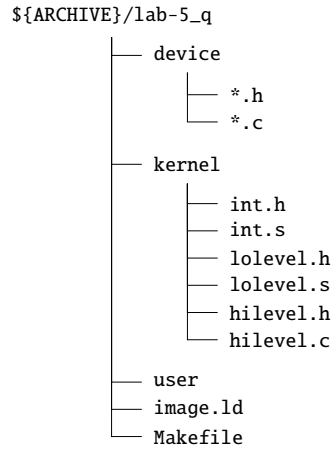 ${ARCHIVE}/lab-5_q
device
*.h
*.c
kernel
int.h
int.s
lolevel.h
lolevel.s
hilevel.h
hilevel.c
user
image.ld
Makefile